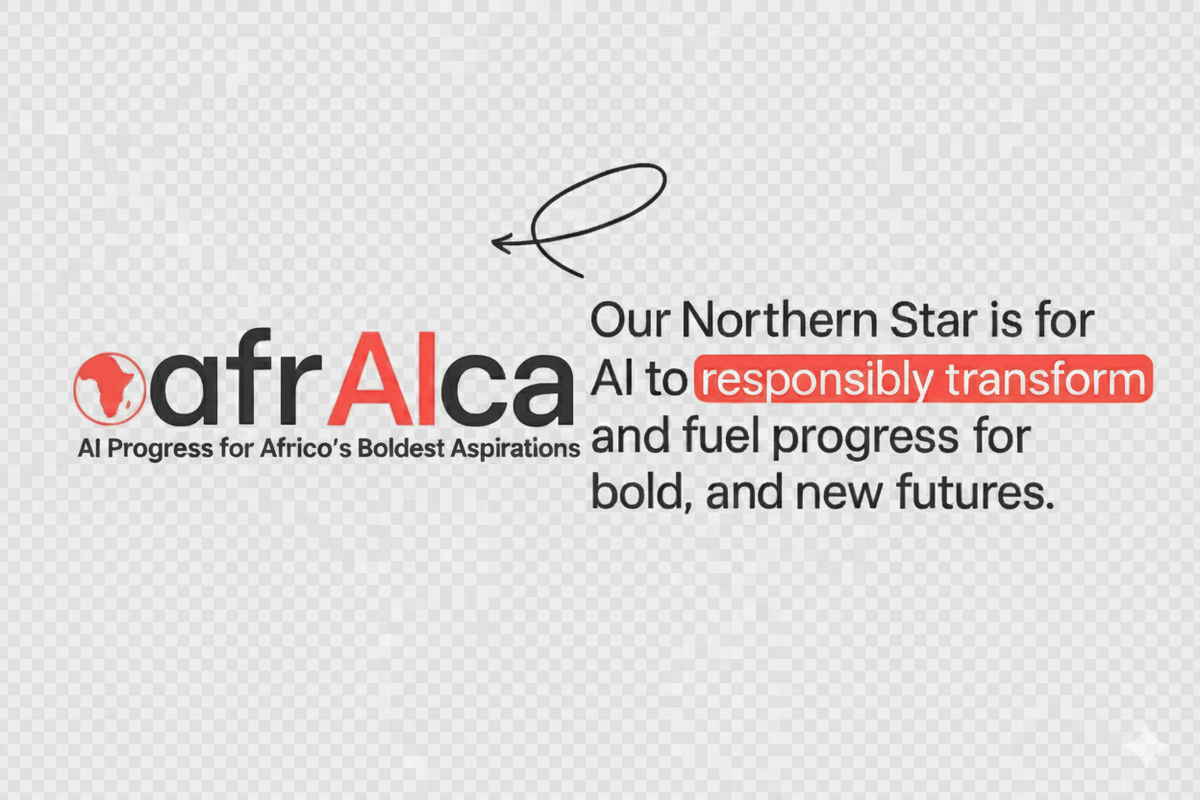 afrAIca
AI Progress for Africo's Boldest Aspirations
Our Northern Star is for
AI to responsibly transform
and fuel progress for
bold, and new futures.